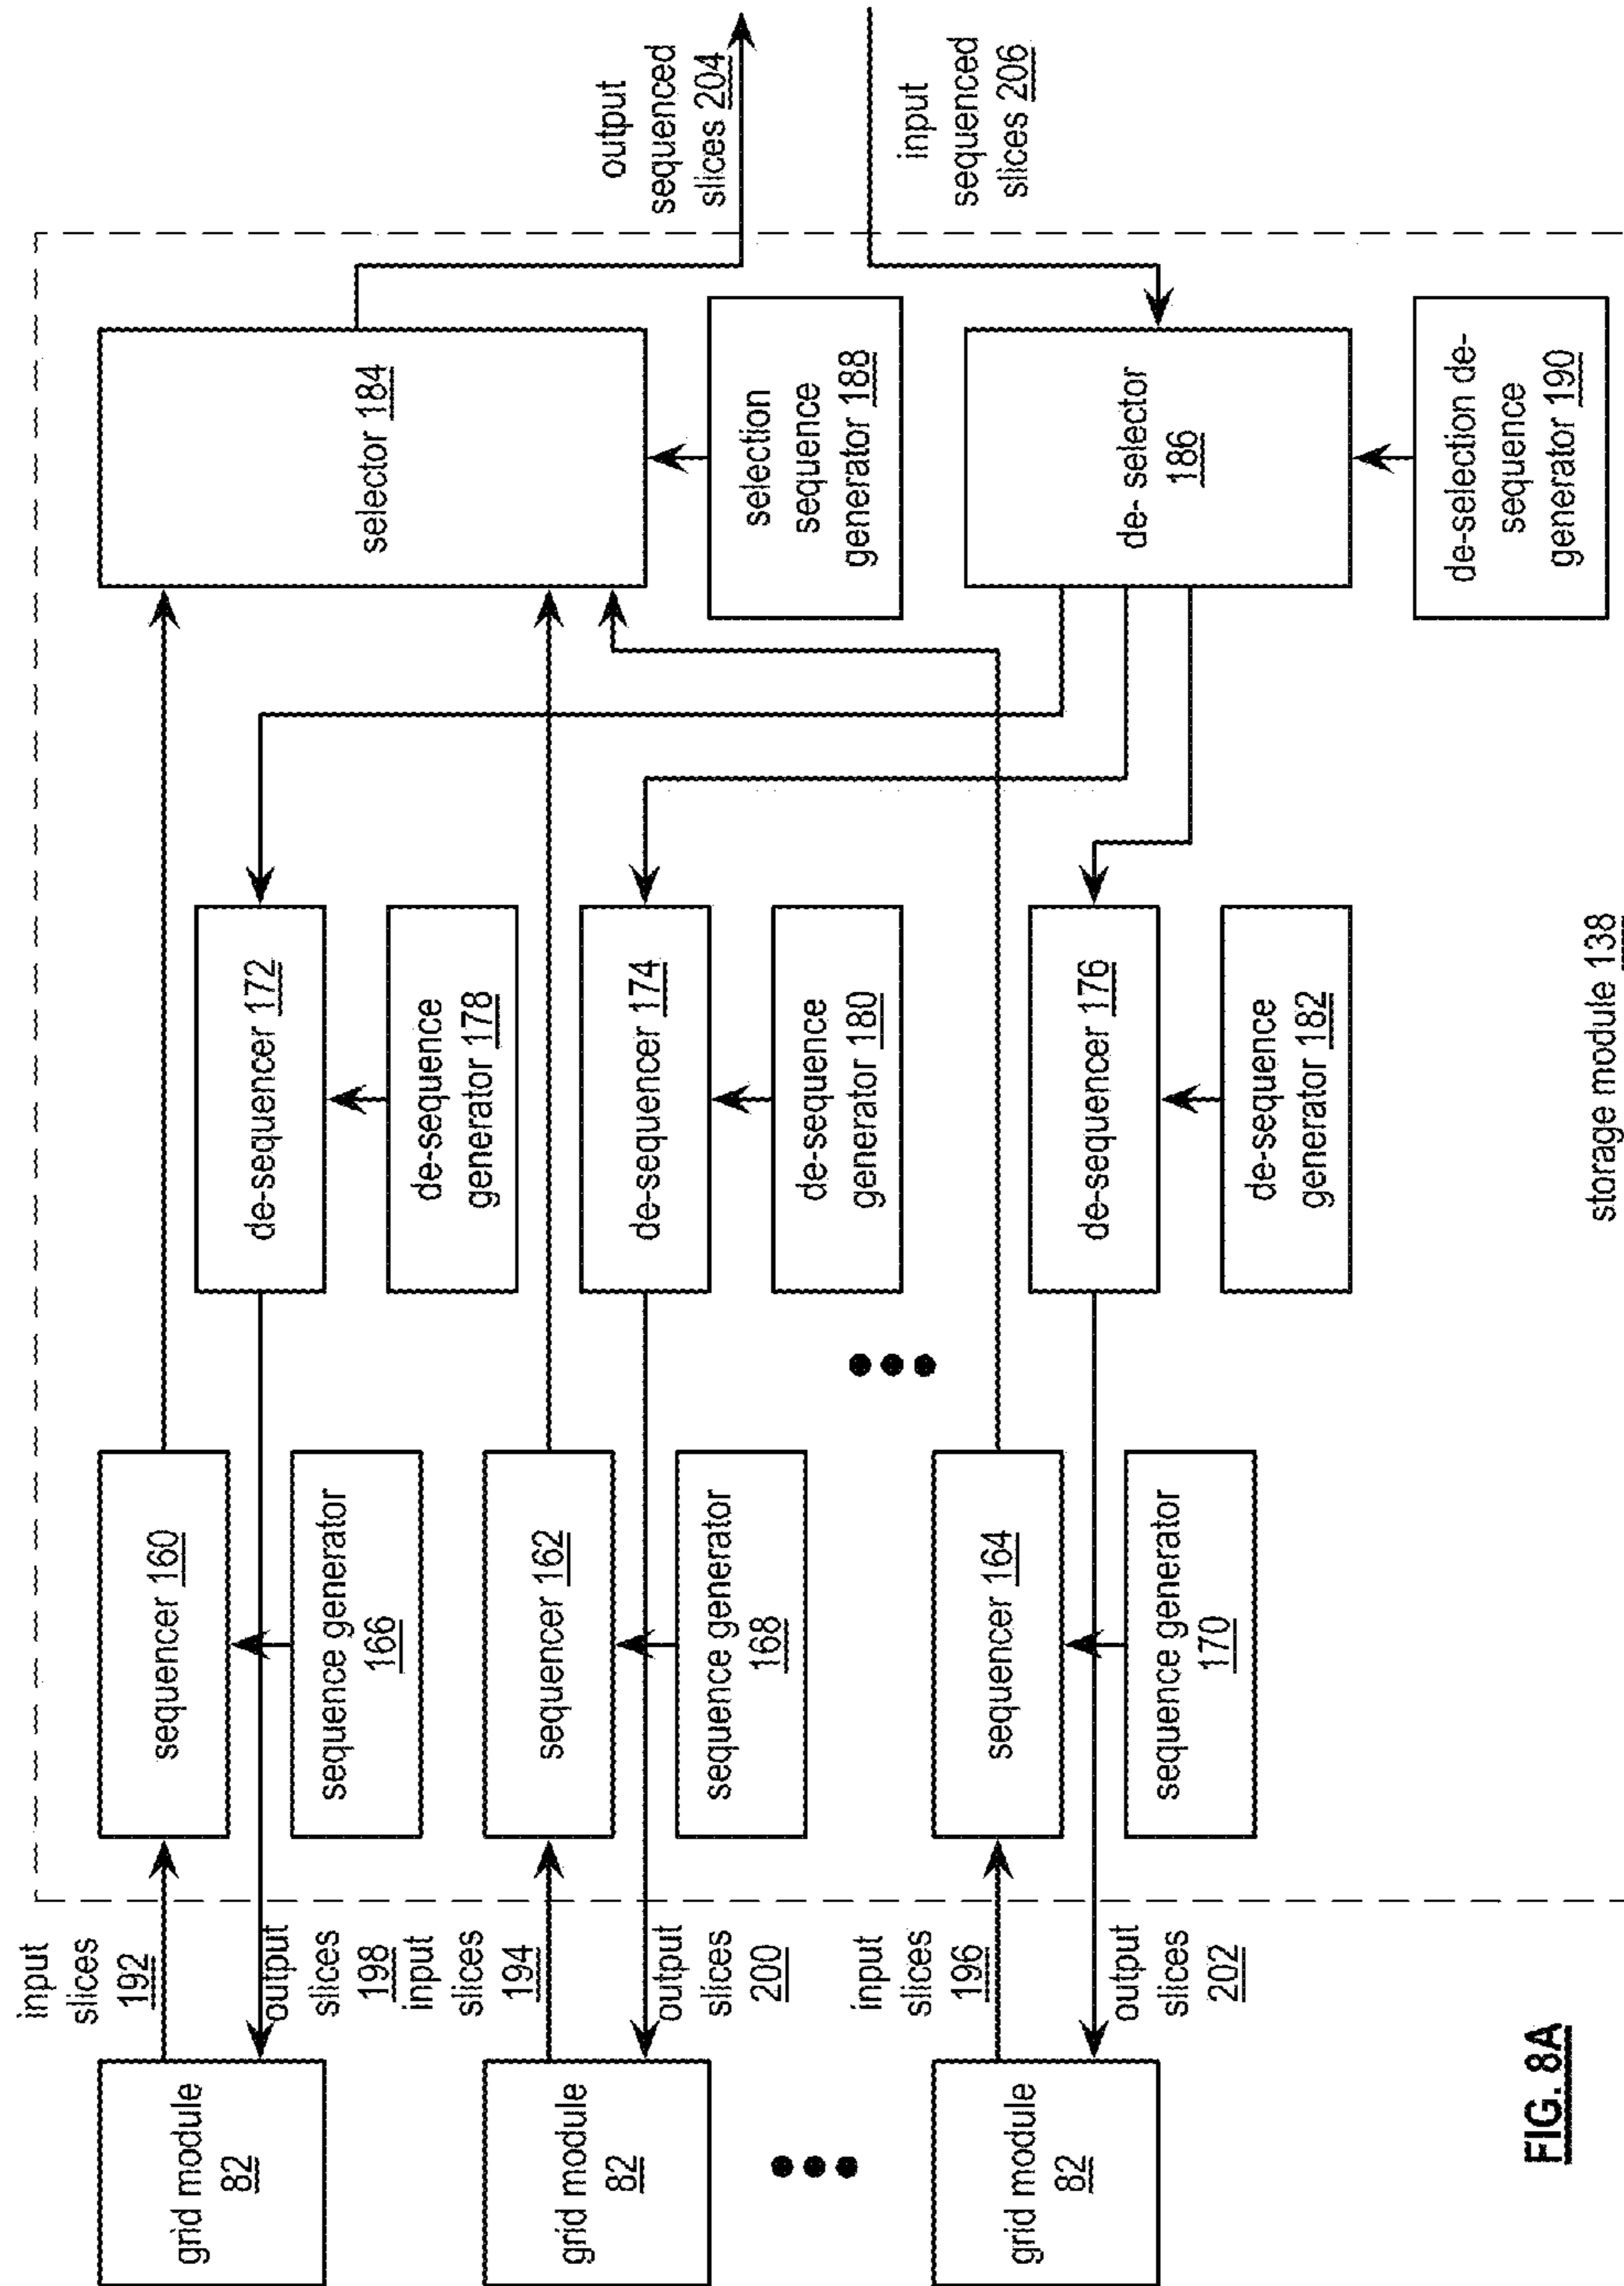 input
slices
192
output
slices 198
input
slices
194
output
slices
200
input
slices
196
output
slices
202
grid module
82
grid module
82
grid module
82
sequencer 160
sequence generator
166
sequencer 162
sequence generator
168
sequencer 164
sequence generator
170
de-sequencer 172
de-sequence
generator 178
de-sequencer 174
de-sequence
generator 180
de-sequencer 176
de-sequence
generator 182
selector 184
selection
sequence
generator 188
de- selector
186
de-selection de-
sequence
generator 190
output
sequenced
slices 204
input
sequenced
slices 206
storage module 138
FIG. 8A